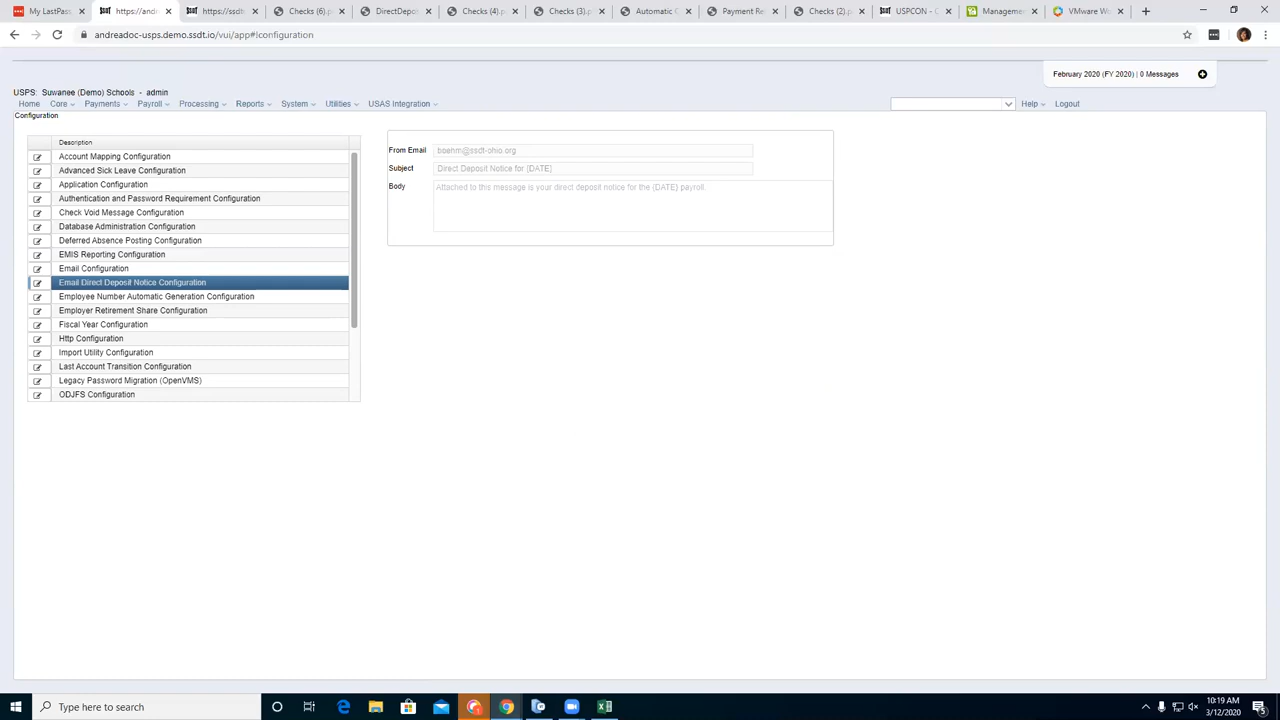 My LastPass
https://andre
https://ssdt
Checks (6).p
DirectDepos
Checks (4).p
Checks (3).p
Automatic C
Payment Re
Checks (2).p
USPCON - C
Management
VMware Wo
andreadoc-usps.demo.ssdt.io/vui/app#!configuration
February 2020 (FY 2020) | 0 Messages
USPS: Suwanee (Demo) Schools - admin
Home Core Payments Payroll Processing Reports System Utilities USAS Integration Help Logout
Configuration
Description
Account Mapping Configuration
Advanced Sick Leave Configuration
Application Configuration
Authentication and Password Requirement Configuration
Check Void Message Configuration
Database Administration Configuration
Deferred Absence Posting Configuration
EMIS Reporting Configuration
Email Configuration
Email Direct Deposit Notice Configuration
Employee Number Automatic Generation Configuration
Employer Retirement Share Configuration
Fiscal Year Configuration
Http Configuration
Import Utility Configuration
Last Account Transition Configuration
Legacy Password Migration (OpenVMS)
ODJFS Configuration
From Email boehm@ssdt-ohio.org
Subject Direct Deposit Notice for {DATE}
Body Attached to this message is your direct deposit notice for the {DATE} payroll.
Type here to search
10:19 AM
3/12/2020